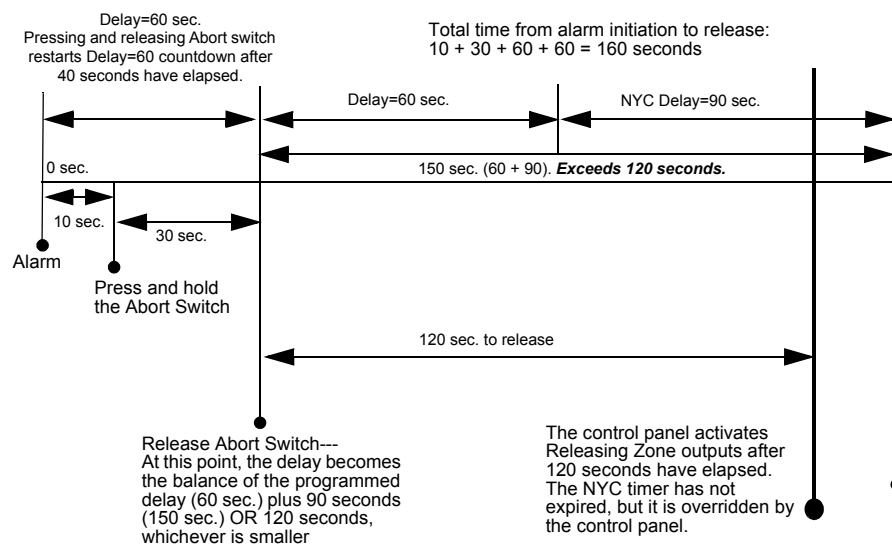 Delay=60 sec.
Pressing and releasing Abort switch
restarts Delay=60 countdown after
40 seconds have elapsed.
Total time from alarm initiation to release:
10 + 30 + 60 + 60 = 160 seconds
Delay=60 sec.
NYC Delay=90 sec.
0 sec.
150 sec. (60 + 90). Exceeds 120 seconds.
10 sec.
30 sec.
Alarm
Press and hold
the Abort Switch
120 sec. to release
Release Abort Switch---
At this point, the delay becomes
the balance of the programmed
delay (60 sec.) plus 90 seconds
(150 sec.) OR 120 seconds,
whichever is smaller
The control panel activates
Releasing Zone outputs after
120 seconds have elapsed.
The NYC timer has not
expired, but it is overridden by
the control panel.